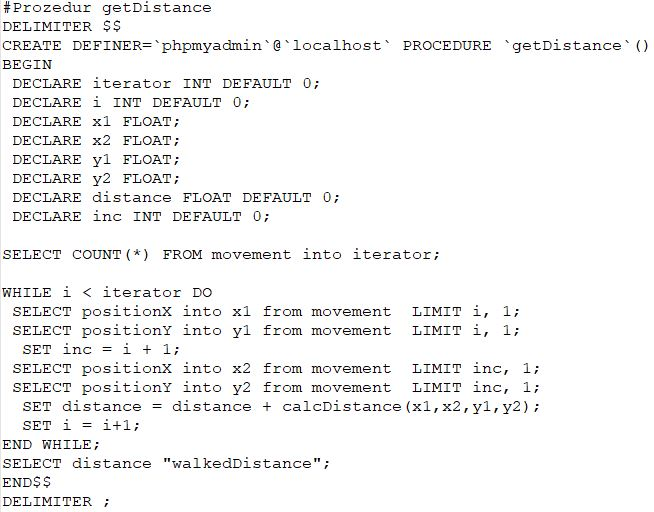 #Prozedur getDistance
DELIMITER $$
CREATE DEFINER=`phpmyadmin`@`localhost` PROCEDURE `getDistance`()
BEGIN
 DECLARE iterator INT DEFAULT 0;
 DECLARE i INT DEFAULT 0;
 DECLARE x1 FLOAT;
 DECLARE x2 FLOAT;
 DECLARE y1 FLOAT;
 DECLARE y2 FLOAT;
 DECLARE distance FLOAT DEFAULT 0;
 DECLARE inc INT DEFAULT 0;

SELECT COUNT(*) FROM movement into iterator;

WHILE i < iterator DO
 SELECT positionX into x1 from movement  LIMIT i, 1;
 SELECT positionY into y1 from movement  LIMIT i, 1;
  SET inc = i + 1;
 SELECT positionX into x2 from movement  LIMIT inc, 1;
 SELECT positionY into y2 from movement  LIMIT inc, 1;
  SET distance = distance + calcDistance(x1,x2,y1,y2);
  SET i = i+1;
END WHILE;
SELECT distance "walkedDistance";
END$$
DELIMITER ;